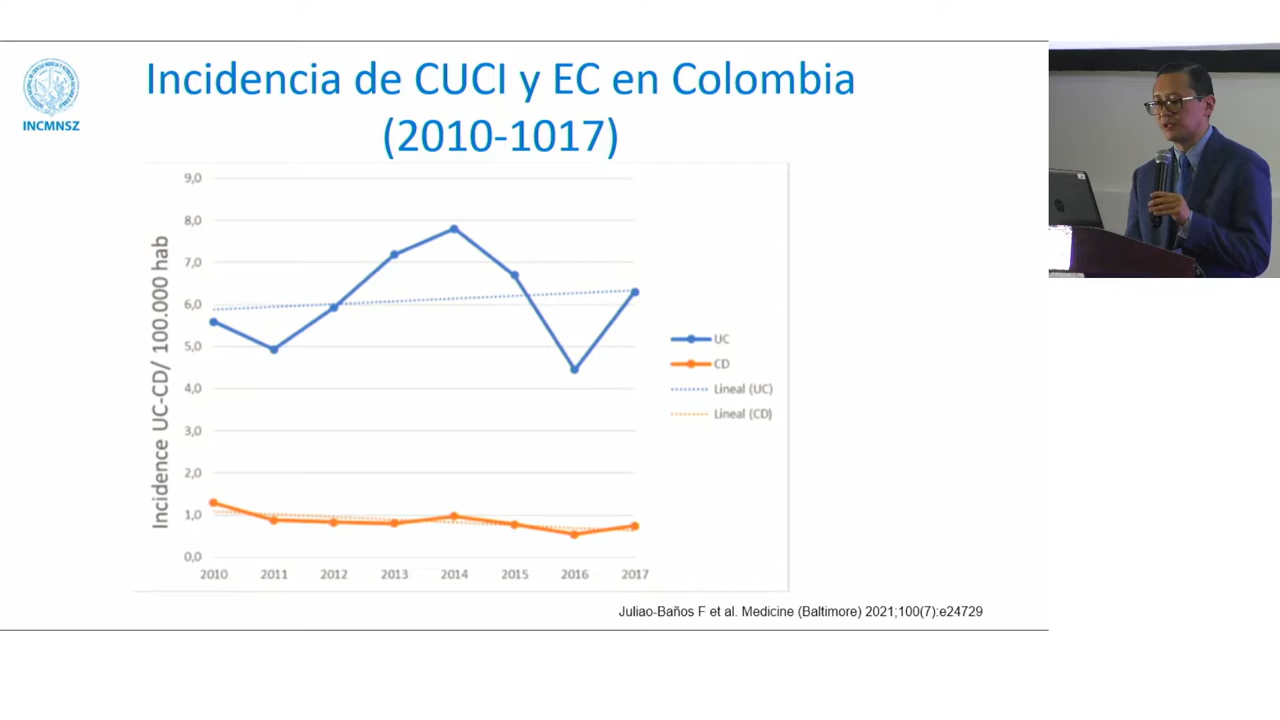 Incidencia de CUCI y EC en Colombia
(2010-1017)
INCMNSZ
Incidence UC-CD/ 100.000 hab
9,0
8,0
7,0
6,0
5,0
4,0
3,0
2,0
1,0
0,0
2010 2011 2012 2013 2014 2015 2016 2017
UC
CD
Lineal (UC)
Lineal (CD)
Juliao-Baños F et al. Medicine (Baltimore) 2021;100(7):e24729